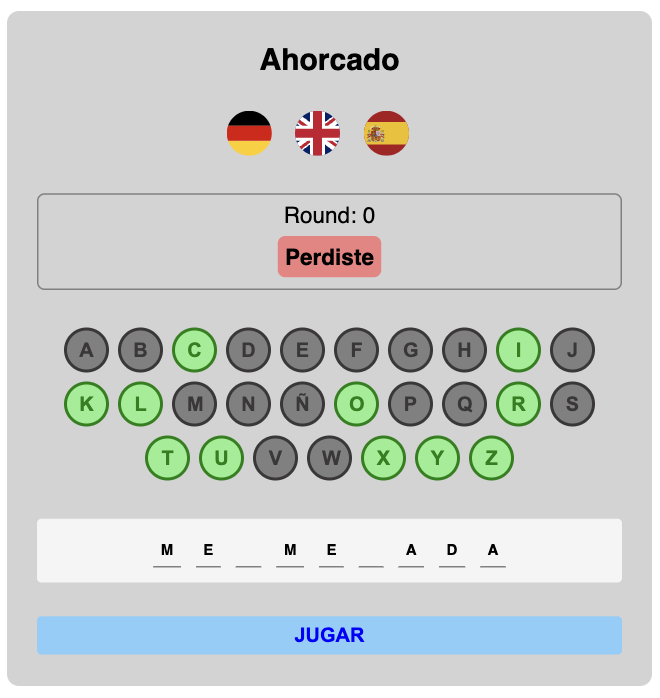 Ahorcado
Round: 0
Perdiste
A B C D E F G H I J
K L M N Ñ O P Q R S
T U V W X Y Z
M E _ M E _ A D A
JUGAR